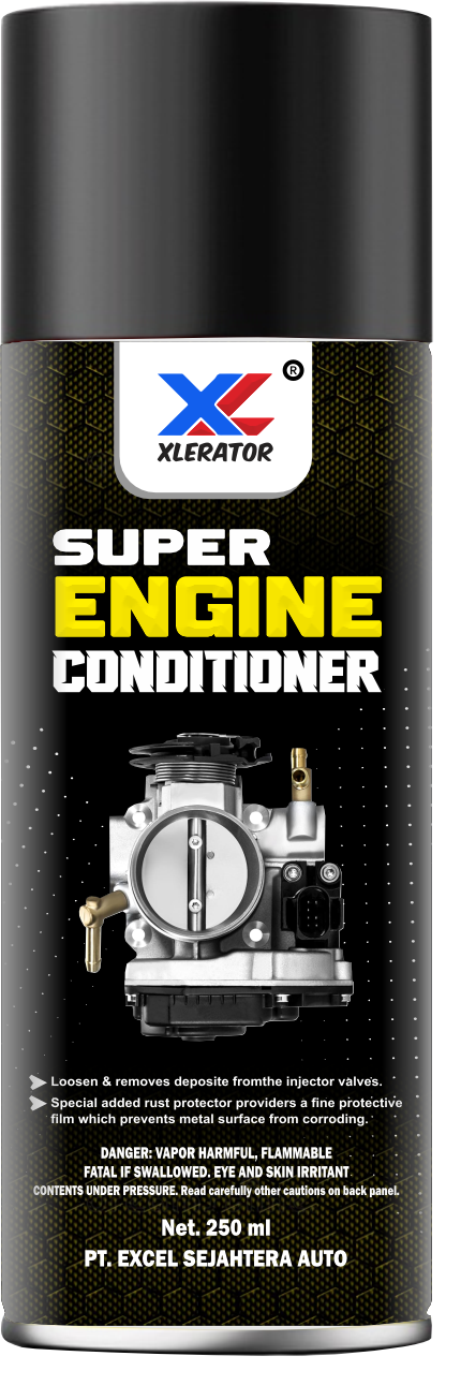 ®
XLERATOR
SUPER
ENGINE
CONDITIONER
Loosen & removes deposite fromthe injector valves.
Special added rust protector providers a fine protective
film which prevents metal surface from corroding.
DANGER: VAPOR HARMFUL, FLAMMABLE
FATAL IF SWALLOWED. EYE AND SKIN IRRITANT
CONTENTS UNDER PRESSURE. Read carefully other cautions on back panel.
Net. 250 ml
PT. EXCEL SEJAHTERA AUTO